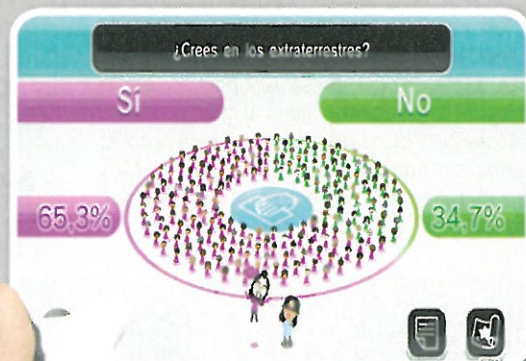 ¿Crees en los extraterrestres?
Sí
No
65,3%
34,7%